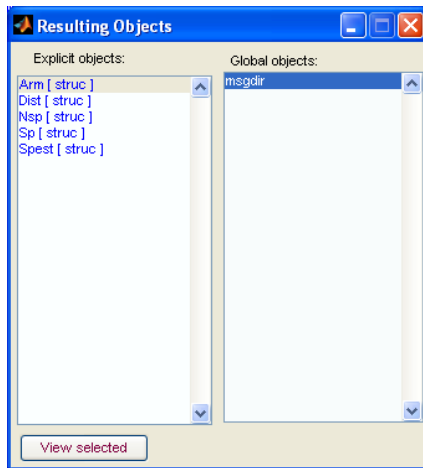 Resulting Objects
Explicit objects:
Global objects:
Arm [ struc ]
Dist [ struc ]
Nsp [ struc ]
Sp [ struc ]
Spest [ struc ]
msgdir
View selected